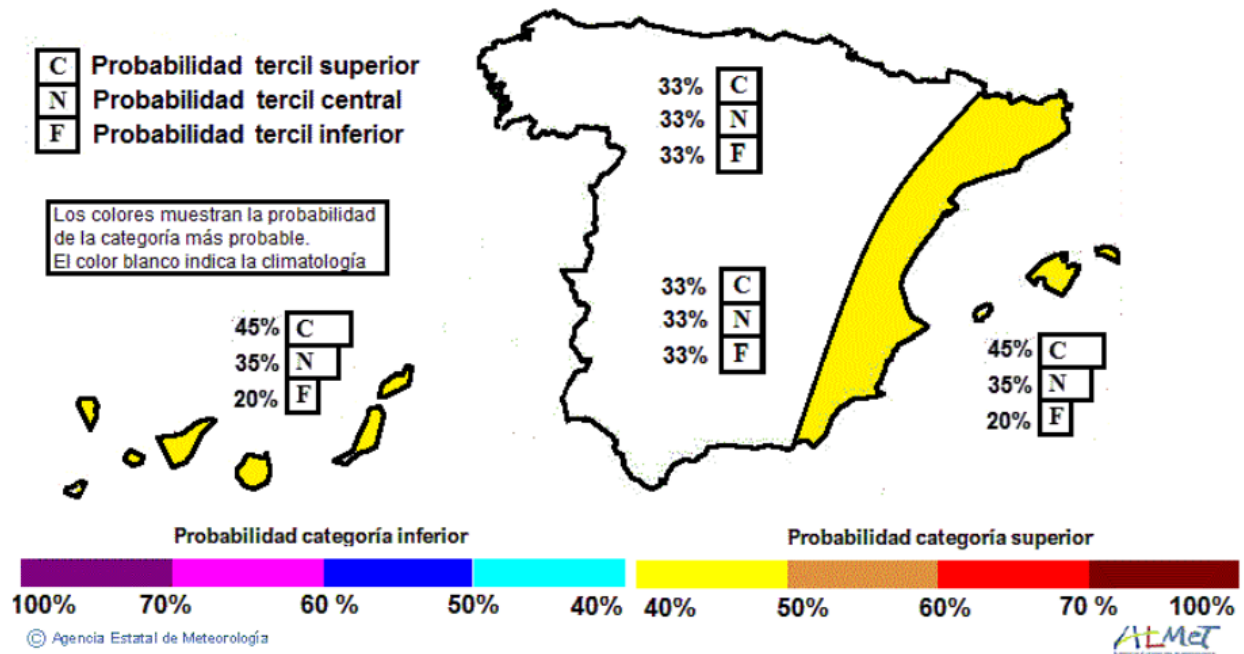 C Probabilidad tercil superior
N Probabilidad tercil central
F Probabilidad tercil inferior
Los colores muestran la probabilidad
de la categoría más probable.
El color blanco indica la climatología
33% C
33% N
33% F
33% C
33% N
33% F
45% C
35% N
20% F
45% C
35% N
20% F
Probabilidad categoría inferior
100% 70% 60 % 50% 40%
Probabilidad categoría superior
40% 50% 60% 70 % 100%
© Agencia Estatal de Meteorología